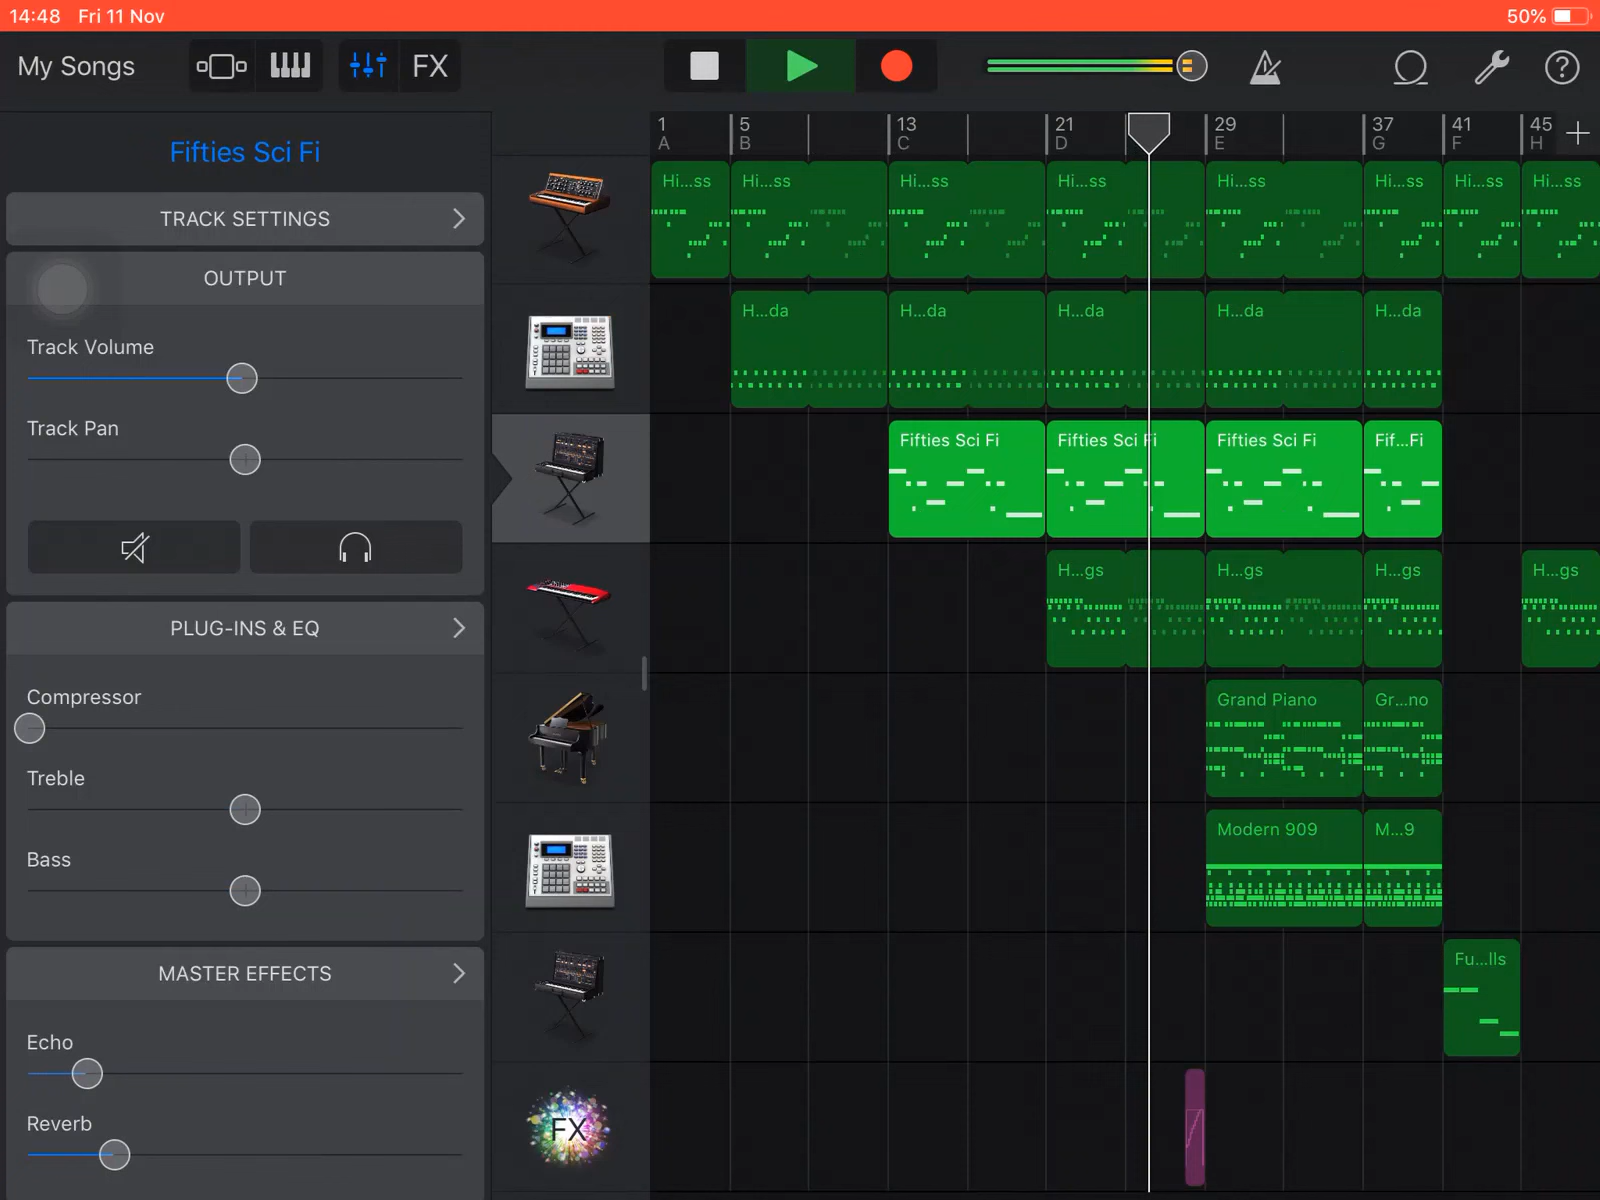 14:48 Fri 11 Nov 50%
My Songs FX
1 5 13 21 29 37 41 45
A B C D E G F H
Fifties Sci Fi
TRACK SETTINGS
OUTPUT
Track Volume
Track Pan
PLUG-INS & EQ
Compressor
Treble
Bass
MASTER EFFECTS
Echo
Reverb
Hi...ss Hi...ss Hi...ss Hi...ss Hi...ss Hi...ss Hi...ss Hi...ss
H...da H...da H...da H...da H...da
Fifties Sci Fi Fifties Sci Fi Fifties Sci Fi Fif...Fi
H...gs H...gs H...gs H...gs
Grand Piano Gr...no
Modern 909 M...9
Fu...lls
FX